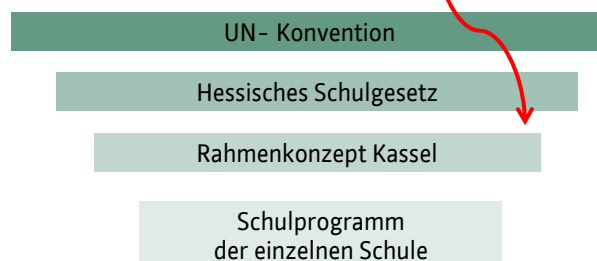 UN- Konvention
Hessisches Schulgesetz
Rahmenkonzept Kassel
Schulprogramm
der einzelnen Schule